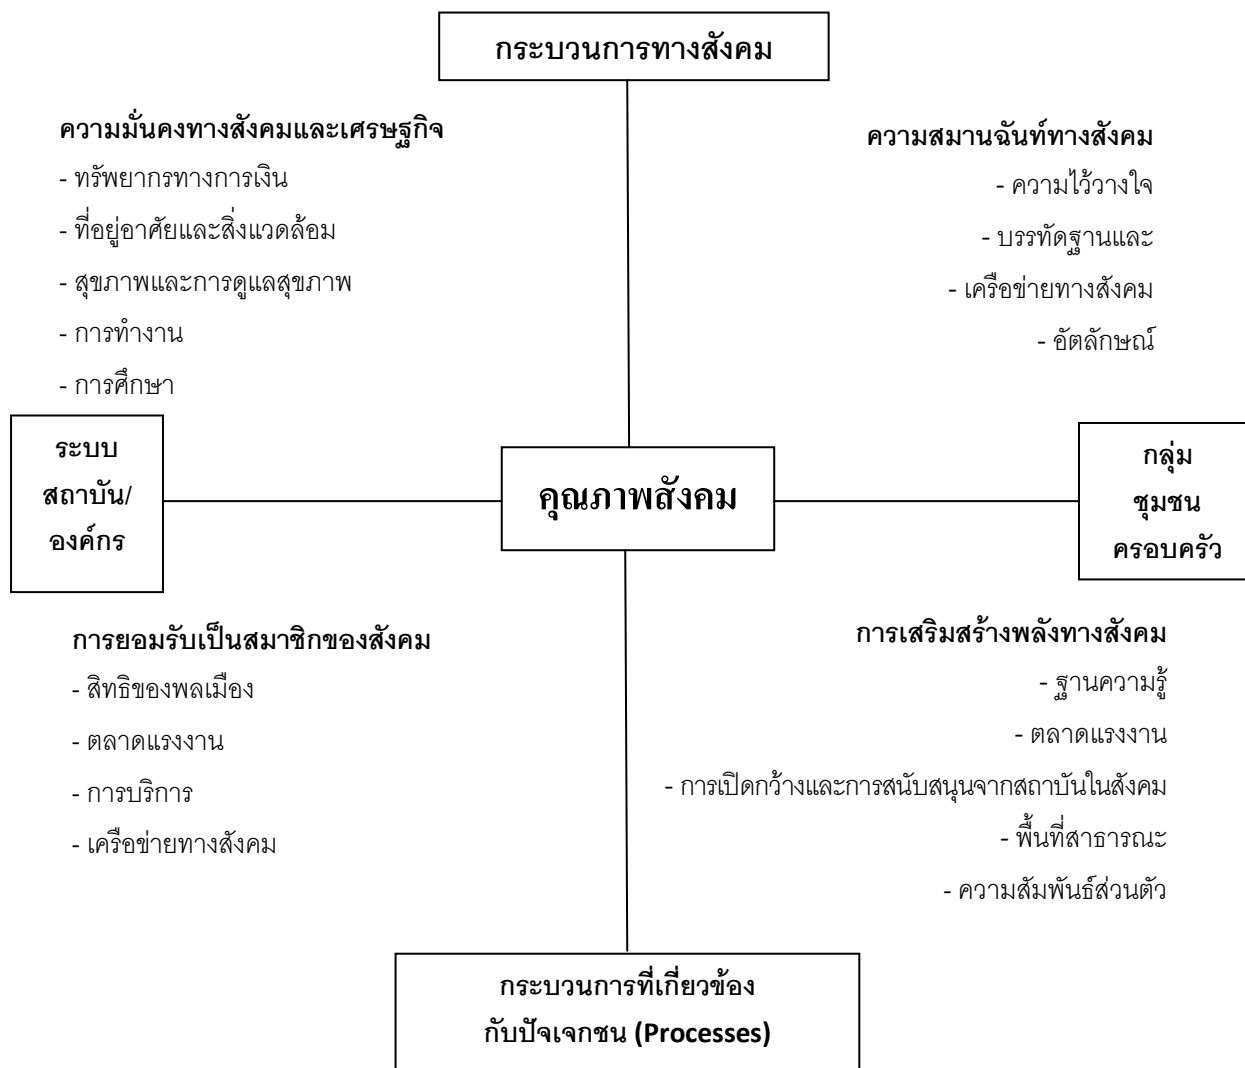 กระบวนการทางสังคม
ความมั่นคงทางสังคมและเศรษฐกิจ
- ทรัพยากรทางการเงิน
- ที่อยู่อาศัยและสิ่งแวดล้อม
- สุขภาพและการดูแลสุขภาพ
- การทำงาน
- การศึกษา
ความสมานฉันท์ทางสังคม
- ความไว้วางใจ
- บรรทัดฐานและ
- เครือข่ายทางสังคม
- อัตลักษณ์
ระบบ
สถาบัน/
องค์กร
คุณภาพสังคม
กลุ่ม
ชุมชน
ครอบครัว
การยอมรับเป็นสมาชิกของสังคม
- สิทธิของพลเมือง
- ตลาดแรงงาน
- การบริการ
- เครือข่ายทางสังคม
การเสริมสร้างพลังทางสังคม
- ฐานความรู้
- ตลาดแรงงาน
- การเปิดกว้างและการสนับสนุนจากสถาบันในสังคม
- พื้นที่สาธารณะ
- ความสัมพันธ์ส่วนตัว
กระบวนการที่เกี่ยวข้อง
กับปัจเจกชน (Processes)